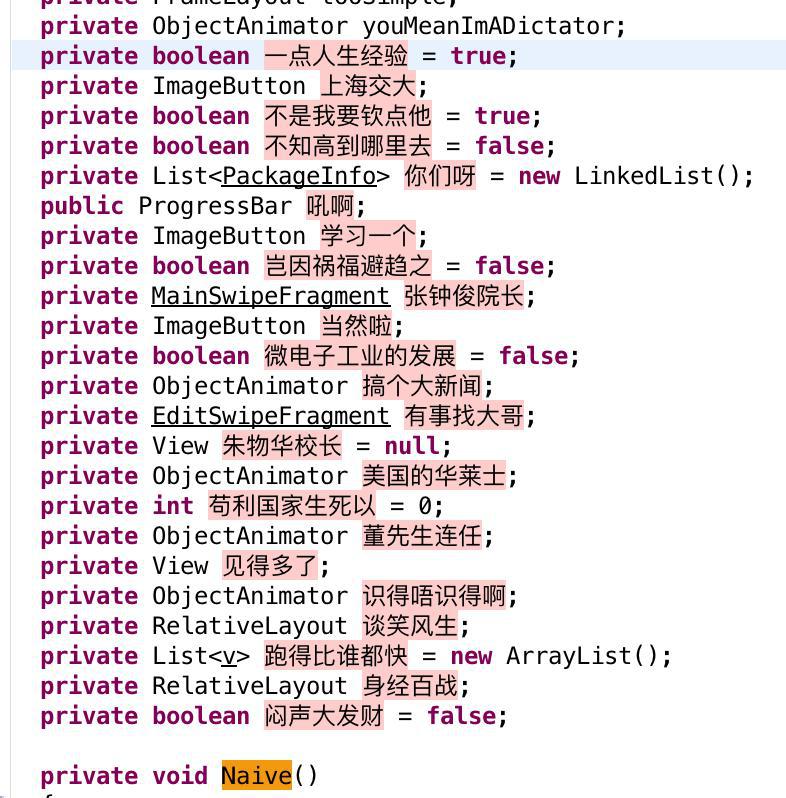 private FrameLayout tooSimple;
private ObjectAnimator youMeanImADictator;
private boolean 一点人生经验 = true;
private ImageButton 上海交大;
private boolean 不是我要钦点他 = true;
private boolean 不知高到哪里去 = false;
private List<PackageInfo> 你们呀 = new LinkedList();
public ProgressBar 吼啊;
private ImageButton 学习一个;
private boolean 岂因祸福避趋之 = false;
private MainSwipeFragment 张钟俊院长;
private ImageButton 当然啦;
private boolean 微电子工业的发展 = false;
private ObjectAnimator 搞个大新闻;
private EditSwipeFragment 有事找大哥;
private View 朱物华校长 = null;
private ObjectAnimator 美国的华莱士;
private int 苟利国家生死以 = 0;
private ObjectAnimator 董先生连任;
private View 见得多了;
private ObjectAnimator 识得唔识得啊;
private RelativeLayout 谈笑风生;
private List<v> 跑得比谁都快 = new ArrayList();
private RelativeLayout 身经百战;
private boolean 闷声大发财 = false;
private void Naive()
{